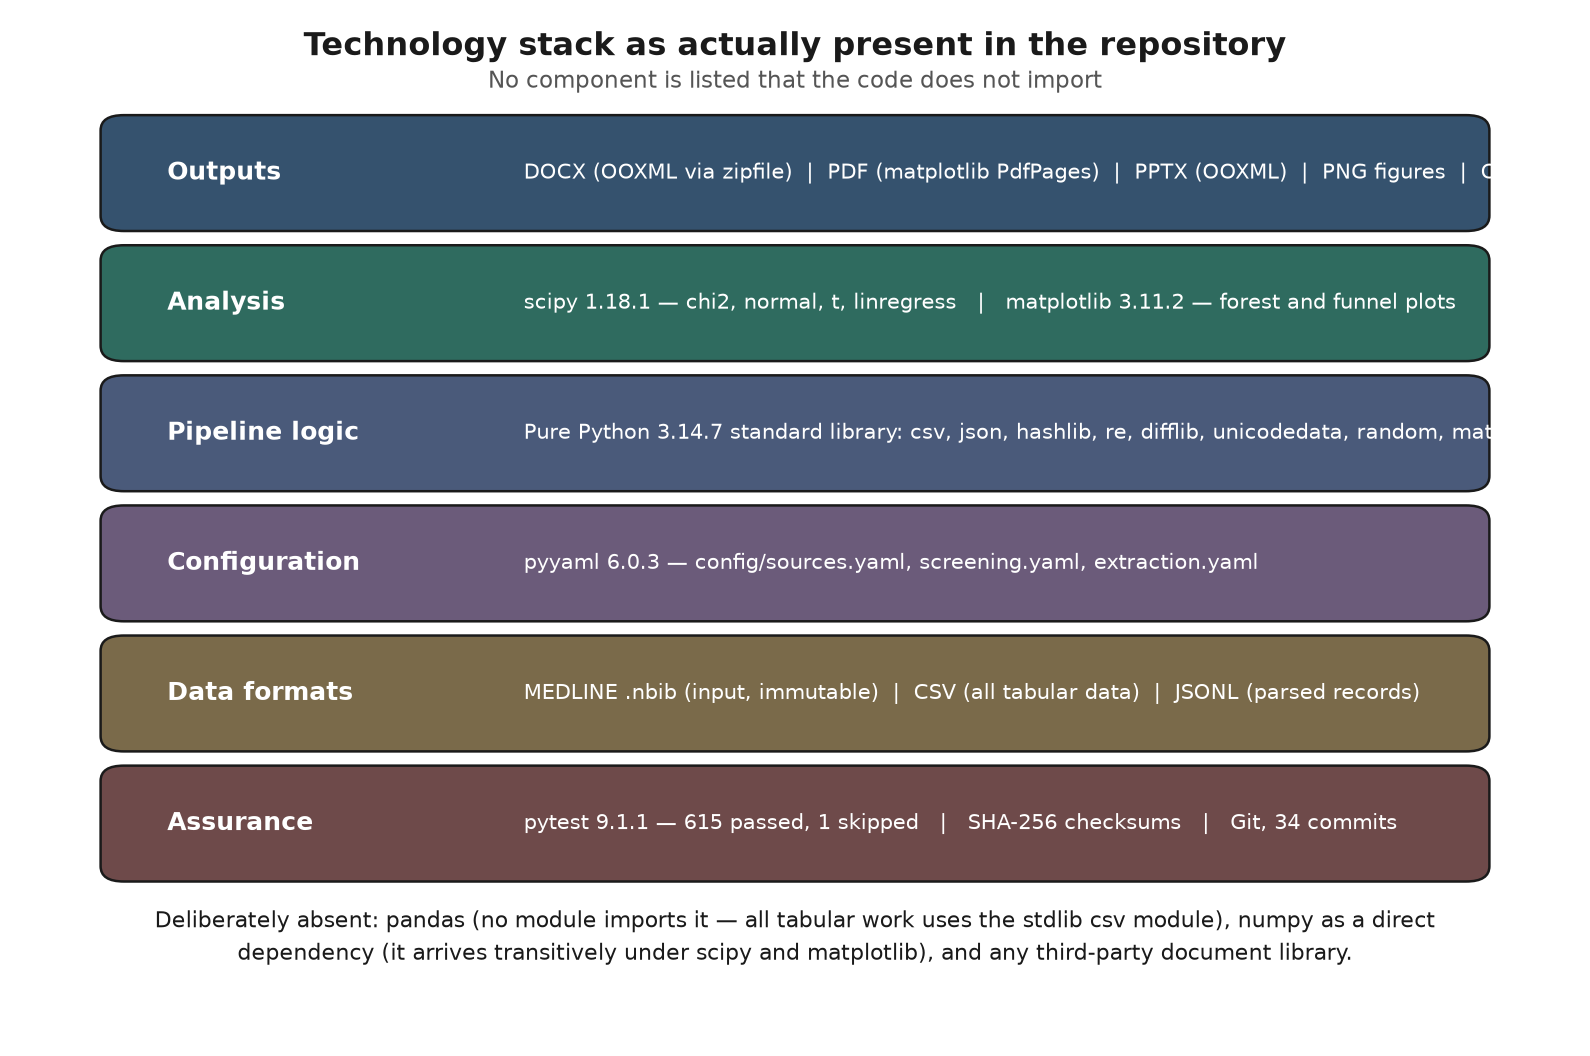 Technology stack as actually present in the repository
No component is listed that the code does not import
Outputs
DOCX (OOXML via zipfile) | PDF (matplotlib PdfPages) | PPTX (OOXML) | PNG figures |
Analysis
scipy 1.18.1 — chi2, normal, t, linregress | matplotlib 3.11.2 — forest and funnel plots
Pipeline logic
Pure Python 3.14.7 standard library: csv, json, hashlib, re, difflib, unicodedata, random, mat
Configuration
pyyaml 6.0.3 — config/sources.yaml, screening.yaml, extraction.yaml
Data formats
MEDLINE .nbib (input, immutable) | CSV (all tabular data) | JSONL (parsed records)
Assurance
pytest 9.1.1 — 615 passed, 1 skipped | SHA-256 checksums | Git, 34 commits
Deliberately absent: pandas (no module imports it — all tabular work uses the stdlib csv module), numpy as a direct
dependency (it arrives transitively under scipy and matplotlib), and any third-party document library.